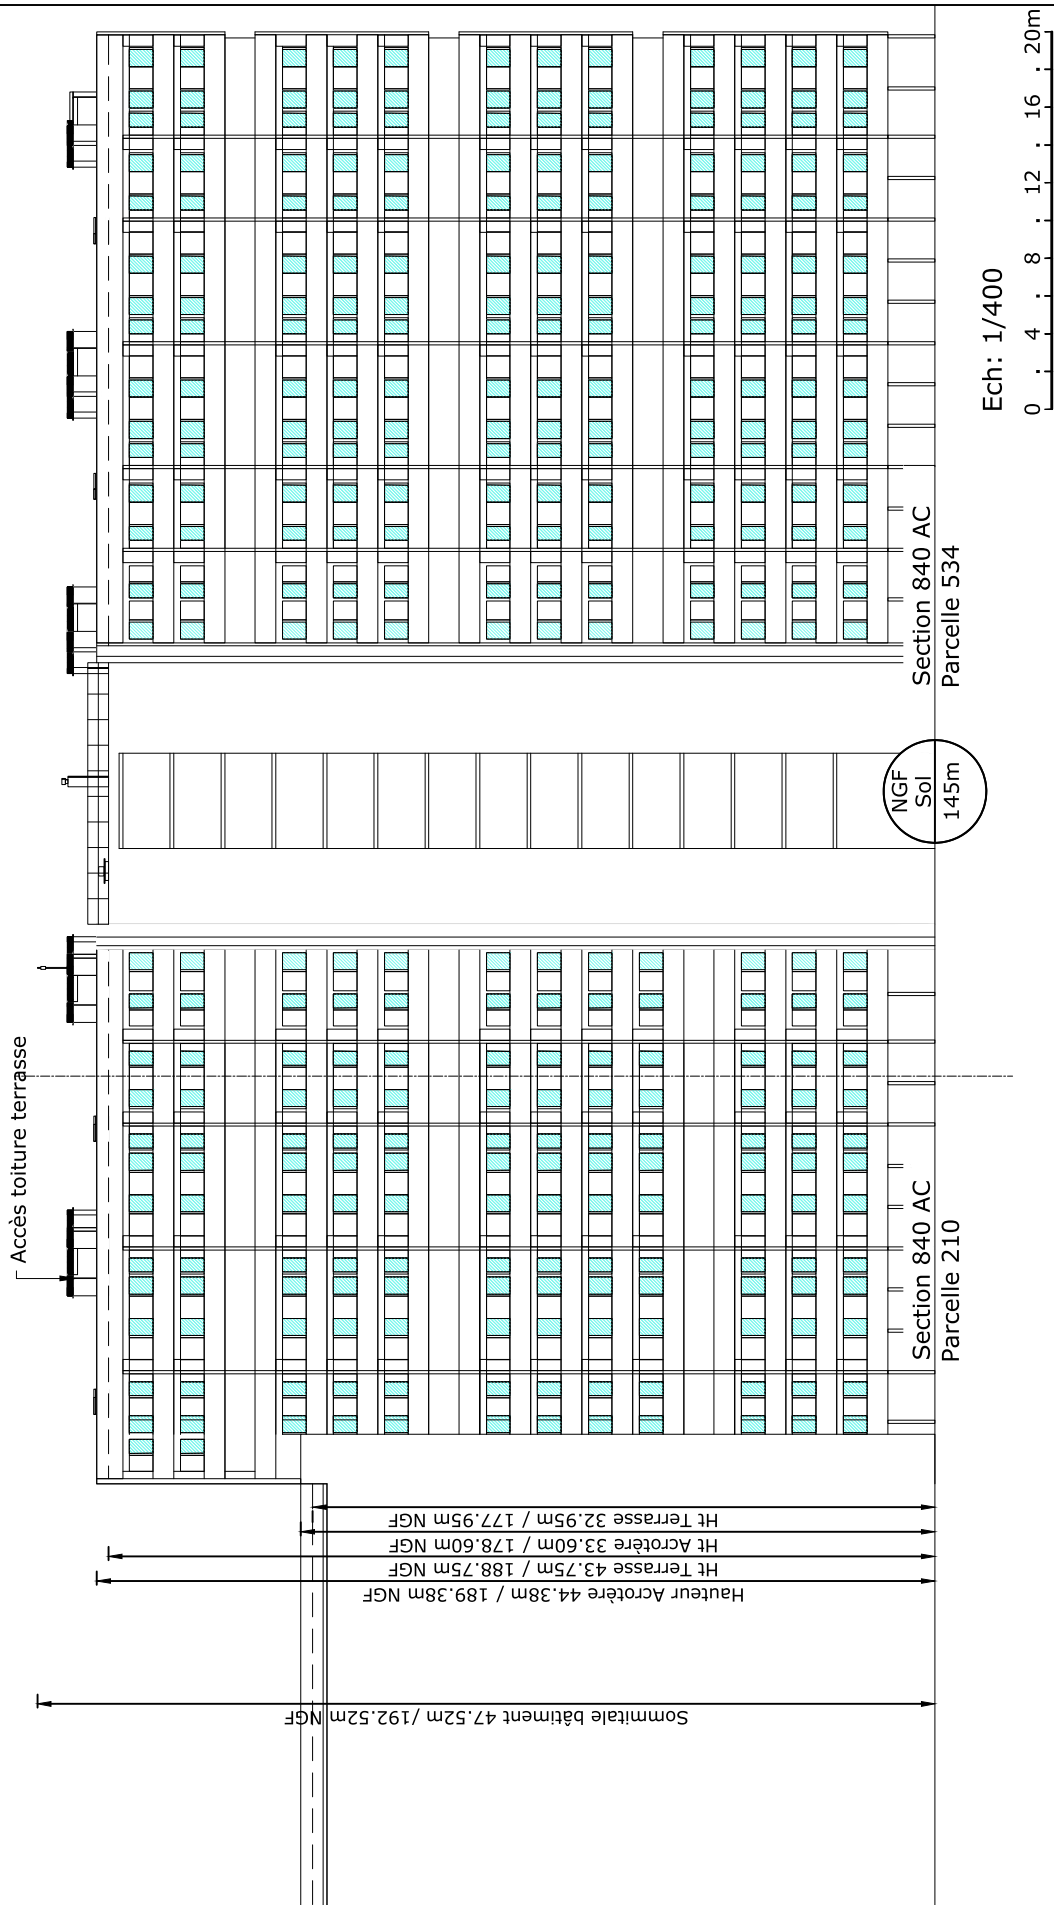 Accès toiture terrasse
Section 840 AC
Parcelle 210
NGF
Sol
145m
Section 840 AC
Parcelle 534
Ech: 1/400
0 4 8 12 16 20m
Ht Terrasse 32.95m / 177.95m NGF
Ht Acrotère 33.60m / 178.60m NGF
Ht Terrasse 43.75m / 188.75m NGF
Hauteur Acrotère 44.38m / 189.38m NGF
Sommitale bâtiment 47.52m /192.52m NGF